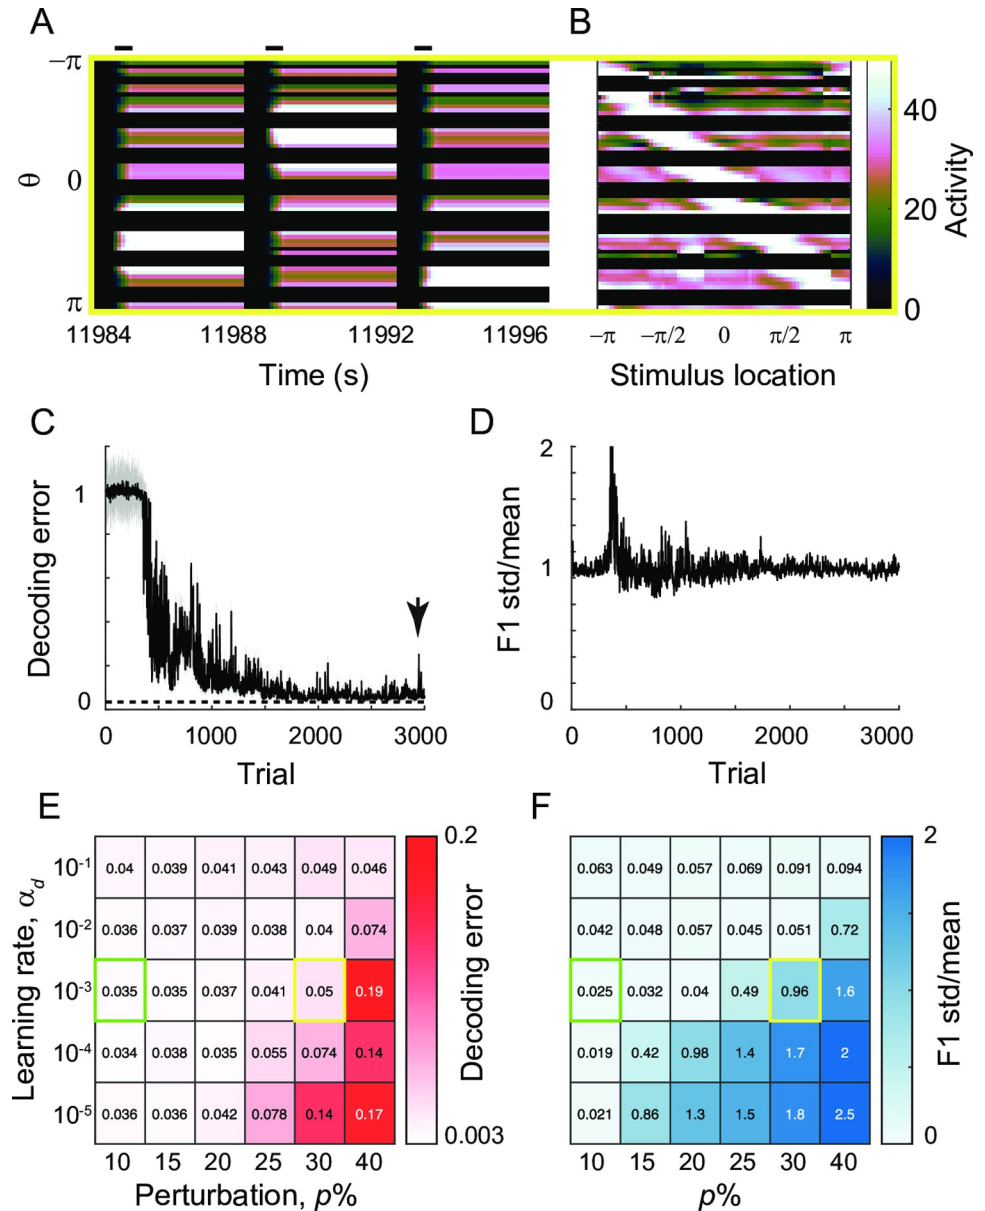 A
B
−π
θ
0
π
11984 11988 11992 11996
Time (s)
−π −π/2 0 π/2 π
Stimulus location
40
20
0
Activity
C
1
0
Decoding error
0 1000 2000 3000
Trial
D
2
1
0
F1 std/mean
0 1000 2000 3000
Trial
E
Learning rate, αd
10-1 0.04 0.039 0.041 0.043 0.049 0.046
10-2 0.036 0.037 0.039 0.038 0.04 0.074
10-3 0.035 0.035 0.037 0.041 0.05 0.19
10-4 0.034 0.038 0.035 0.055 0.074 0.14
10-5 0.036 0.036 0.042 0.078 0.14 0.17
10 15 20 25 30 40
Perturbation, p%
0.2
Decoding error
0.003
F
0.063 0.049 0.057 0.069 0.091 0.094
0.042 0.048 0.057 0.045 0.051 0.72
0.025 0.032 0.04 0.49 0.96 1.6
0.019 0.42 0.98 1.4 1.7 2
0.021 0.86 1.3 1.5 1.8 2.5
10 15 20 25 30 40
p%
2
F1 std/mean
0